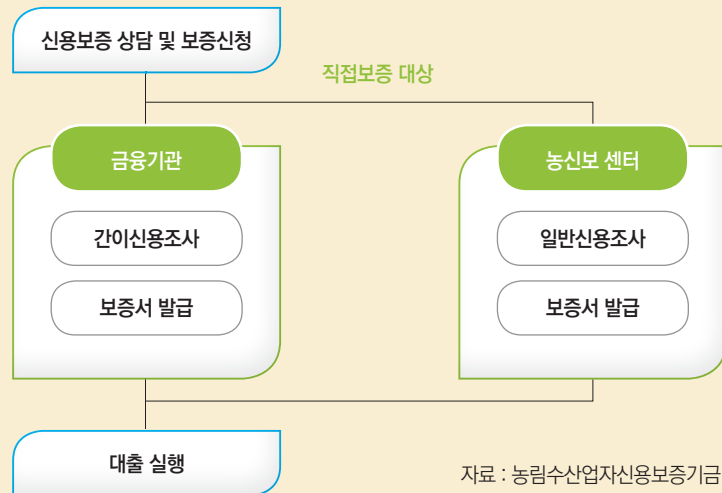 신용보증 상담 및 보증신청
직접보증 대상
금융기관
간이신용조사
보증서 발급
농신보 센터
일반신용조사
보증서 발급
대출 실행
자료 : 농림수산업자신용보증기금